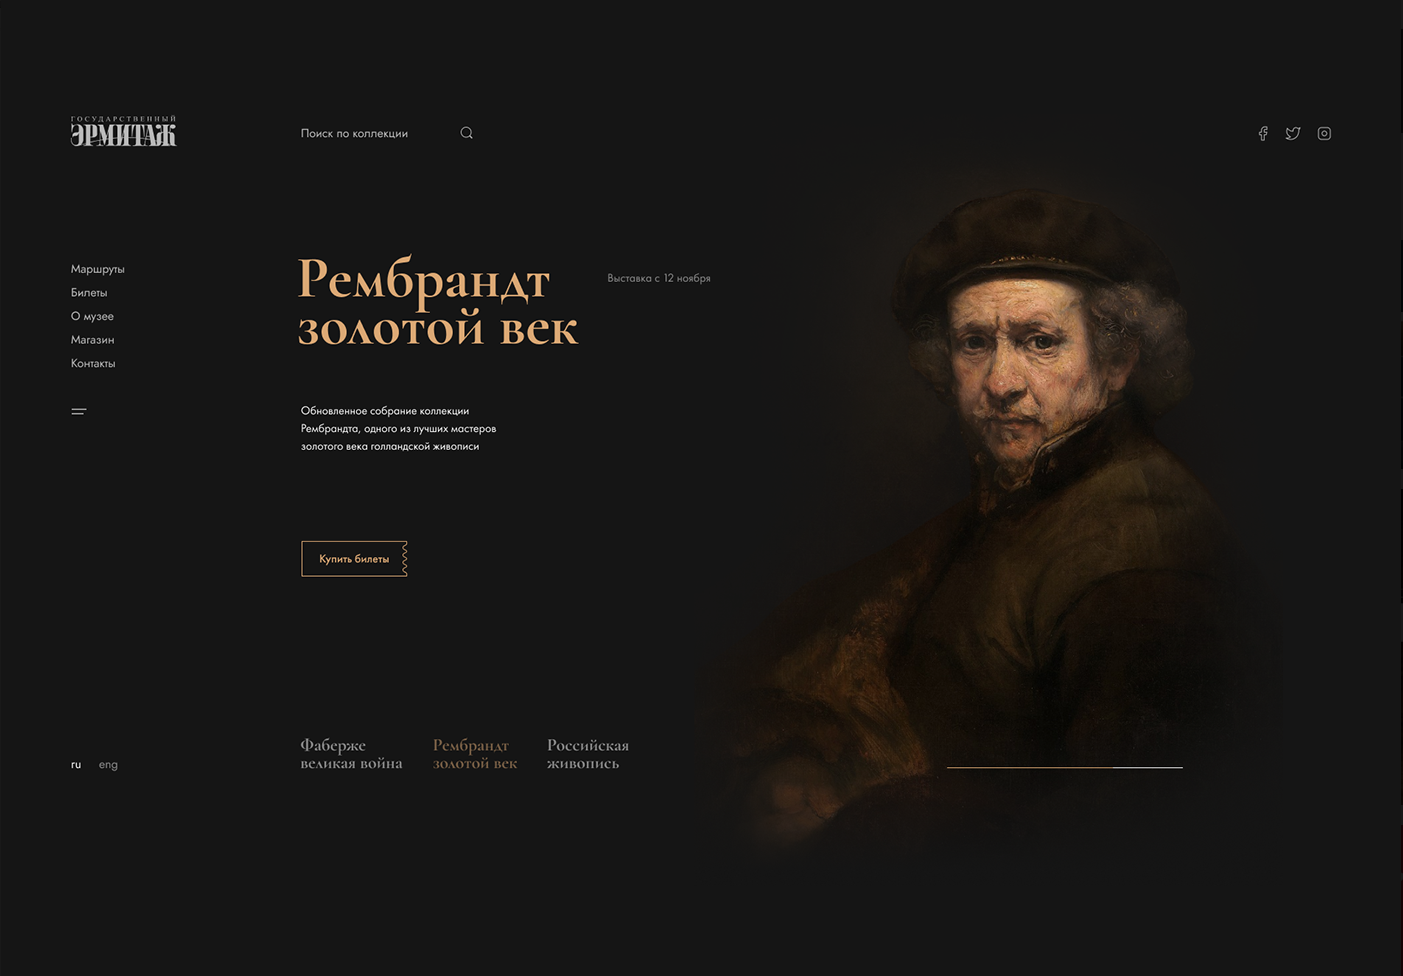 ГОСУДАРСТВЕННЫЙ
ЭРМИТАЖ
Поиск по коллекции
Маршруты
Билеты
О музее
Магазин
Контакты
Рембрандт
золотой век
Выставка с 12 ноября
Обновленное собрание коллекции
Рембрандта, одного из лучших мастеров
золотого века голландской живописи
Купить билеты
Фаберже
великая война
Рембрандт
золотой век
Российская
живопись
ru eng